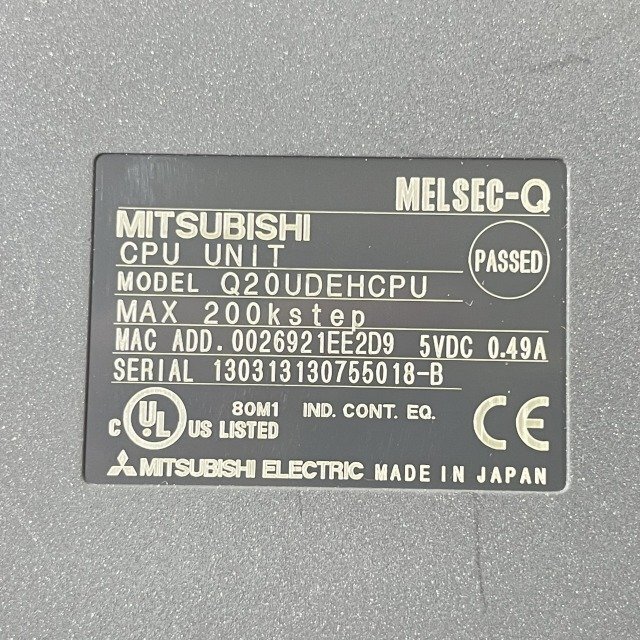 MELSEC-Q
MITSUBISHI
CPU UNIT
PASSED
MODEL Q20UDEHCPU
MAX 200kstep
MAC ADD. 0026921EE2D9 5VDC 0.49A
SERIAL 130313130755018-B
C UL US LISTED 80M1 IND. CONT. EQ. CE
MITSUBISHI ELECTRIC MADE IN JAPAN